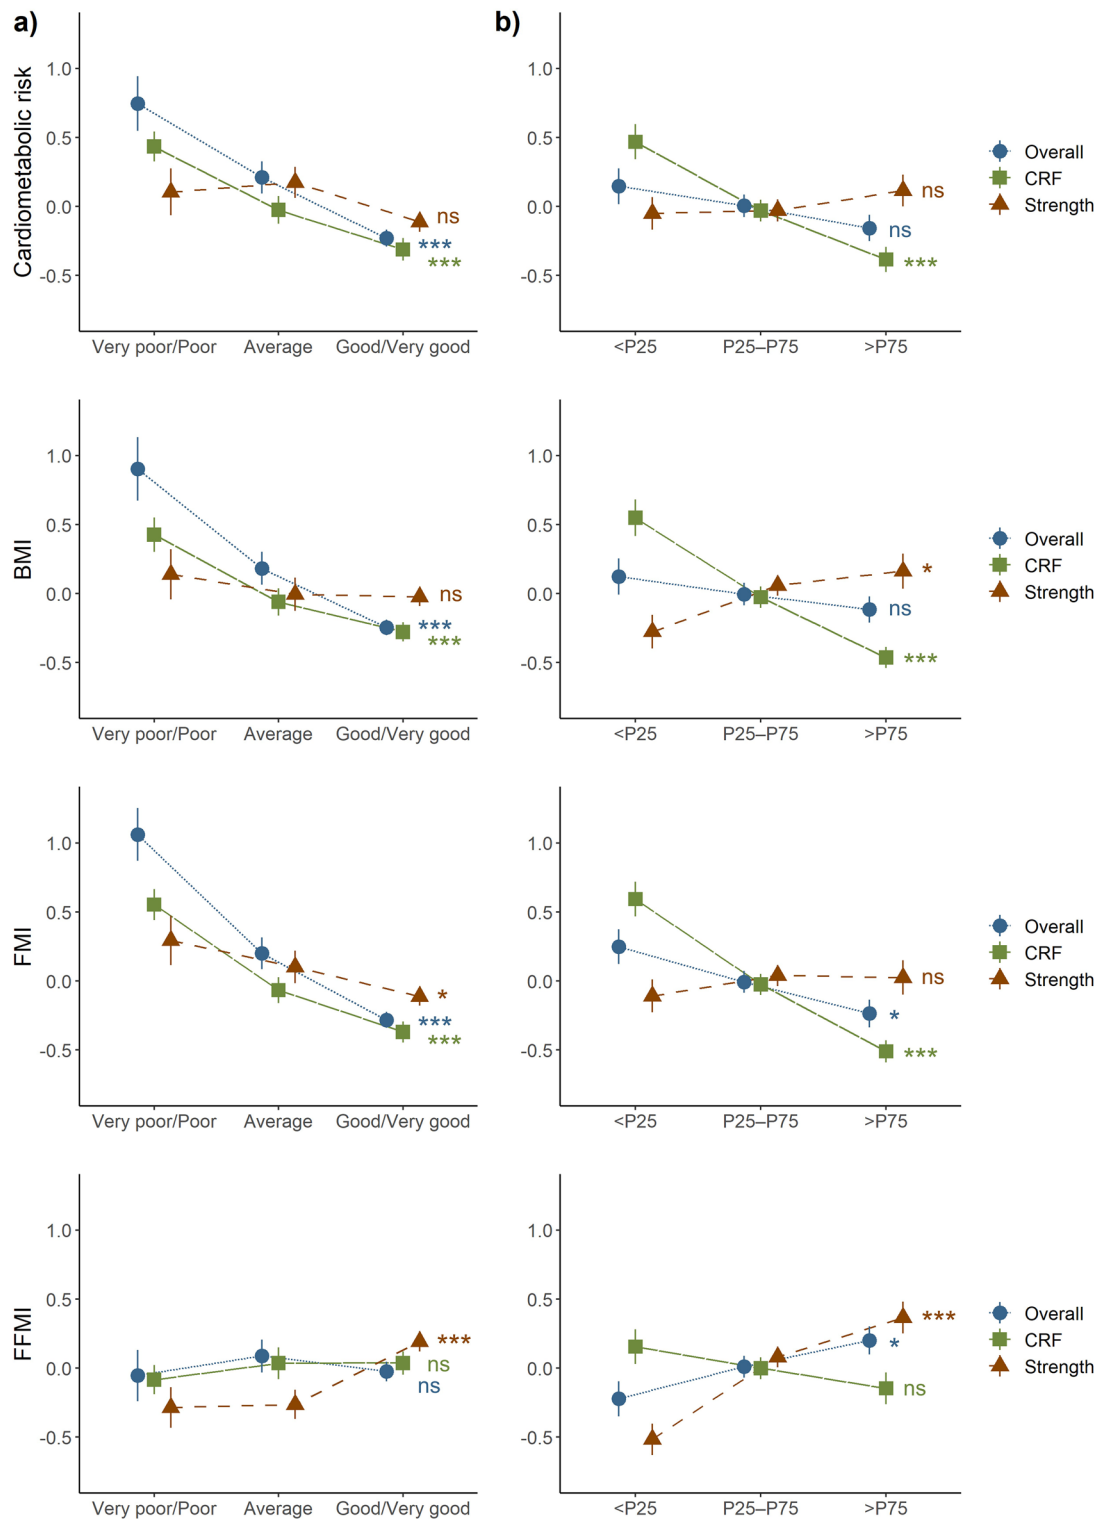 a)
b)
Cardiometabolic risk
1.0
0.5
0.0
-0.5
ns
***
***
Very poor/Poor Average Good/Very good
1.0
0.5
0.0
-0.5
ns
ns
***
<P25 P25–P75 >P75
Overall
CRF
Strength
BMI
1.0
0.5
0.0
-0.5
ns
***
***
Very poor/Poor Average Good/Very good
1.0
0.5
0.0
-0.5
*
ns
***
<P25 P25–P75 >P75
Overall
CRF
Strength
FMI
1.0
0.5
0.0
-0.5
*
***
***
Very poor/Poor Average Good/Very good
1.0
0.5
0.0
-0.5
ns
*
***
<P25 P25–P75 >P75
Overall
CRF
Strength
FFMI
1.0
0.5
0.0
-0.5
***
ns
ns
Very poor/Poor Average Good/Very good
1.0
0.5
0.0
-0.5
***
*
ns
<P25 P25–P75 >P75
Overall
CRF
Strength